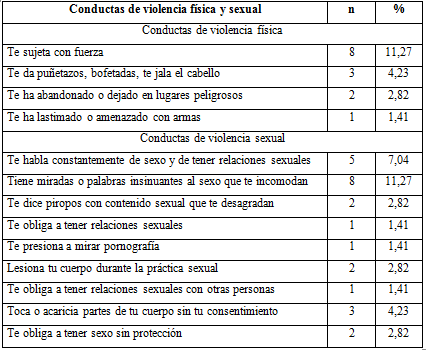 Conductas de violencia física y sexual n %
Conductas de violencia física
Te sujeta con fuerza 8 11,27
Te da puñetazos, bofetadas, te jala el cabello 3 4,23
Te ha abandonado o dejado en lugares peligrosos 2 2,82
Te ha lastimado o amenazado con armas 1 1,41
Conductas de violencia sexual
Te habla constantemente de sexo y de tener relaciones sexuales 5 7,04
Tiene miradas o palabras insinuantes al sexo que te incomodan 8 11,27
Te dice piropos con contenido sexual que te desagradan 2 2,82
Te obliga a tener relaciones sexuales 1 1,41
Te presiona a mirar pornografía 1 1,41
Lesiona tu cuerpo durante la práctica sexual 2 2,82
Te obliga a tener relaciones sexuales con otras personas 1 1,41
Toca o acaricia partes de tu cuerpo sin tu consentimiento 3 4,23
Te obliga a tener sexo sin protección 2 2,82